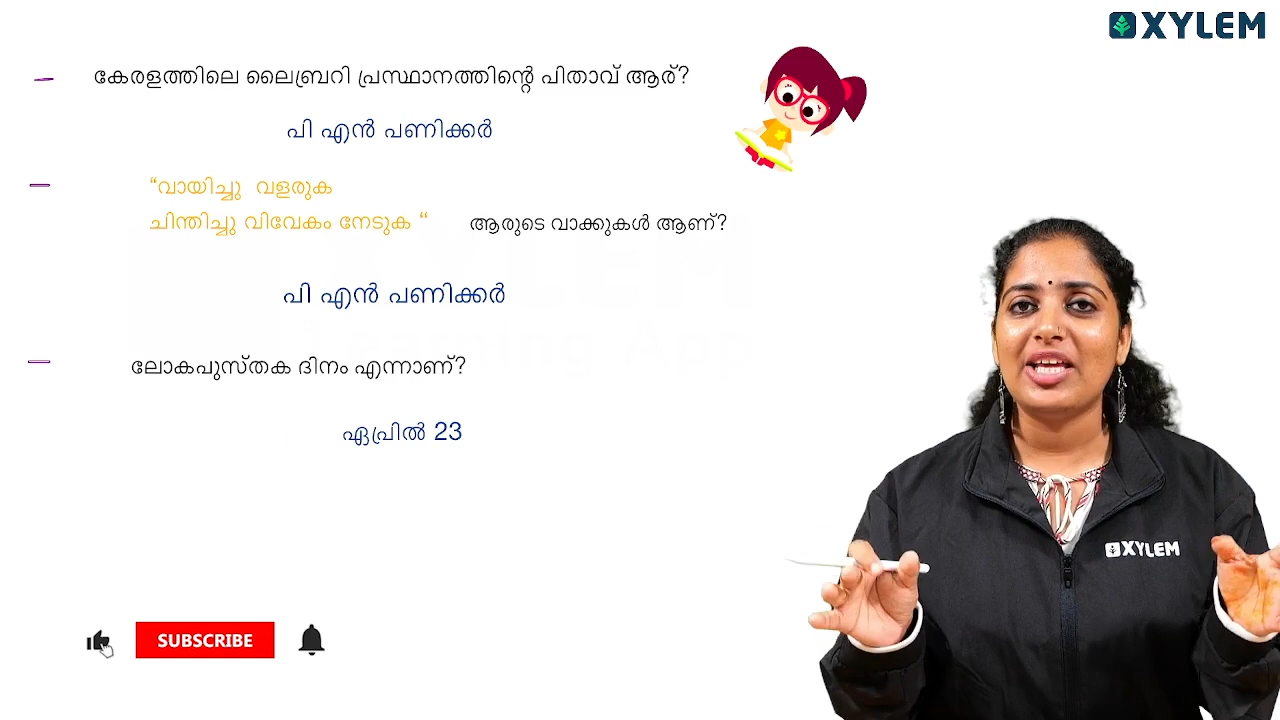 XYLEM
കേരളത്തിലെ ലൈബ്രറി പ്രസ്ഥാനത്തിന്റെ പിതാവ് ആര്?
പി എൻ പണിക്കർ
“വായിച്ചു വളരുക
ചിന്തിച്ചു വിവേകം നേടുക “ ആരുടെ വാക്കുകൾ ആണ്?
പി എൻ പണിക്കർ
ലോകപുസ്തക ദിനം എന്നാണ്?
ഏപ്രിൽ 23
XYLEM
SUBSCRIBE